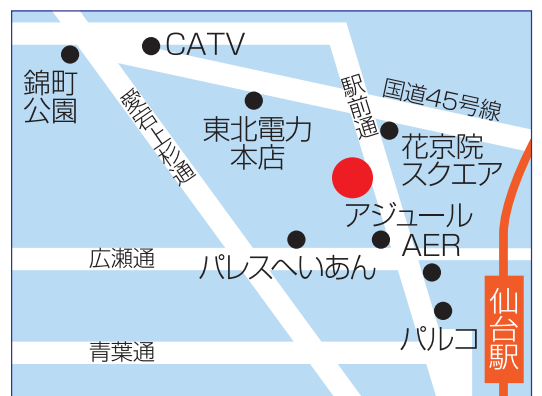 CATV
錦町
公園
愛宕上杉通
駅前通
国道45号線
東北電力
本店
花京院
スクエア
アジュール
AER
パレスへいあん
広瀬通
仙台駅
パルコ
青葉通